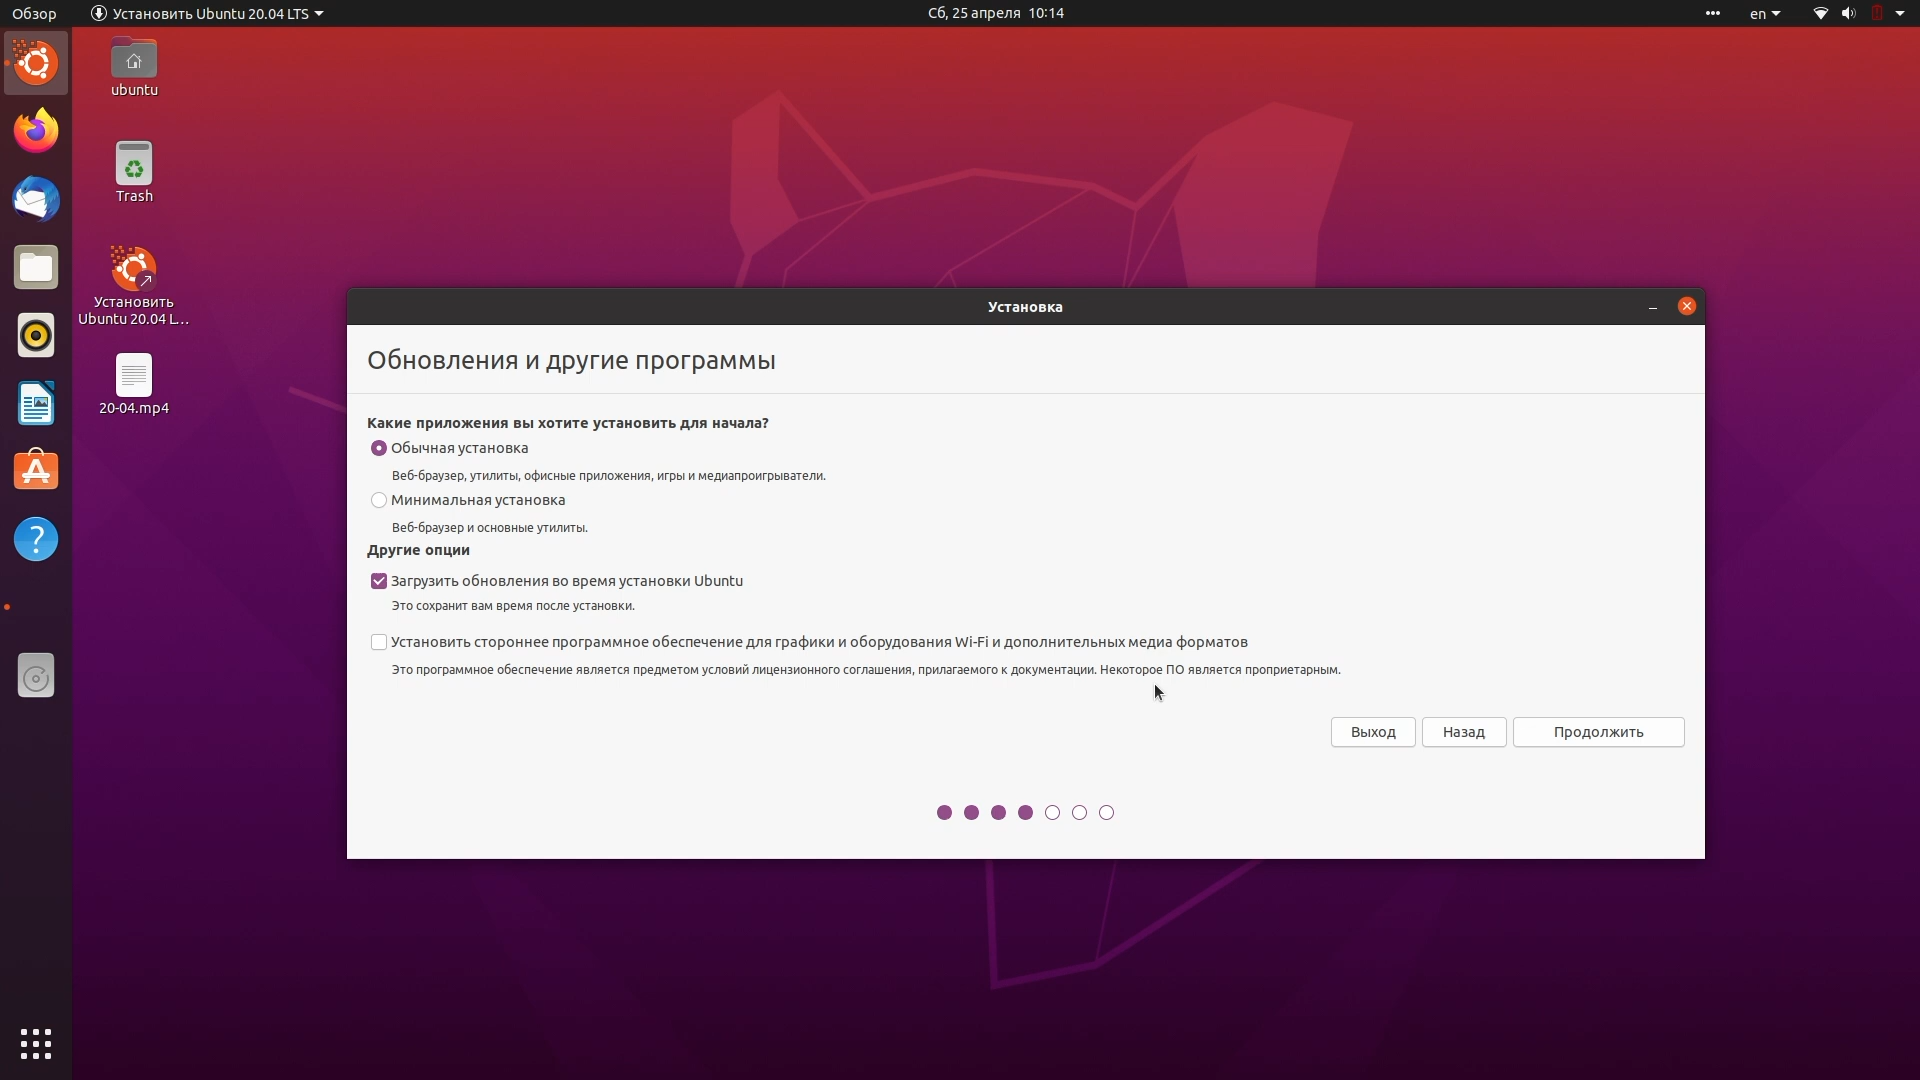 Обзор
Установить Ubuntu 20.04 LTS
Сб, 25 апреля 10:14
en
ubuntu
Trash
Установить
Ubuntu 20.04 L...
20-04.mp4
Установка
Обновления и другие программы
Какие приложения вы хотите установить для начала?
Обычная установка
Веб-браузер, утилиты, офисные приложения, игры и медиапроигрыватели.
Минимальная установка
Веб-браузер и основные утилиты.
Другие опции
Загрузить обновления во время установки Ubuntu
Это сохранит вам время после установки.
Установить стороннее программное обеспечение для графики и оборудования Wi-Fi и дополнительных медиа форматов
Это программное обеспечение является предметом условий лицензионного соглашения, прилагаемого к документации. Некоторое ПО является проприетарным.
Выход Назад Продолжить